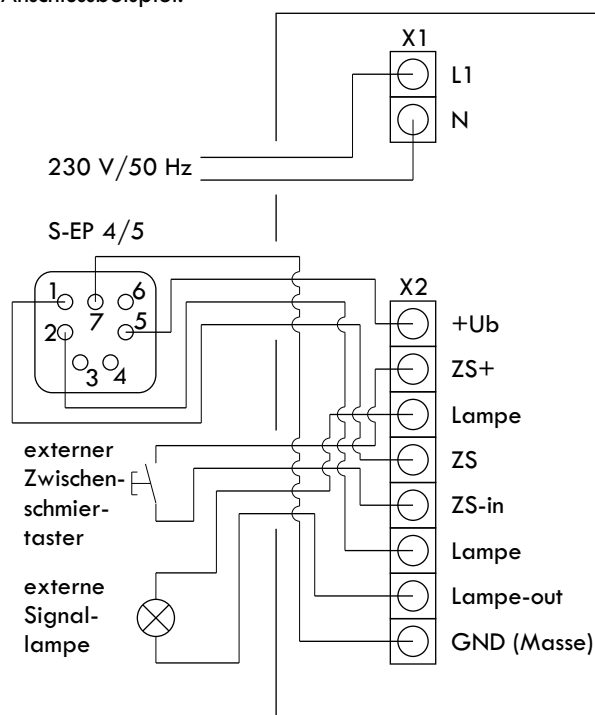 X1
L1
N
230 V/50 Hz
S-EP 4/5
1
7
6
2
5
3
4
X2
+Ub
ZS+
Lampe
ZS
ZS-in
Lampe
Lampe-out
GND (Masse)
externer
Zwischen-
schmier-
taster
externe
Signal-
lampe